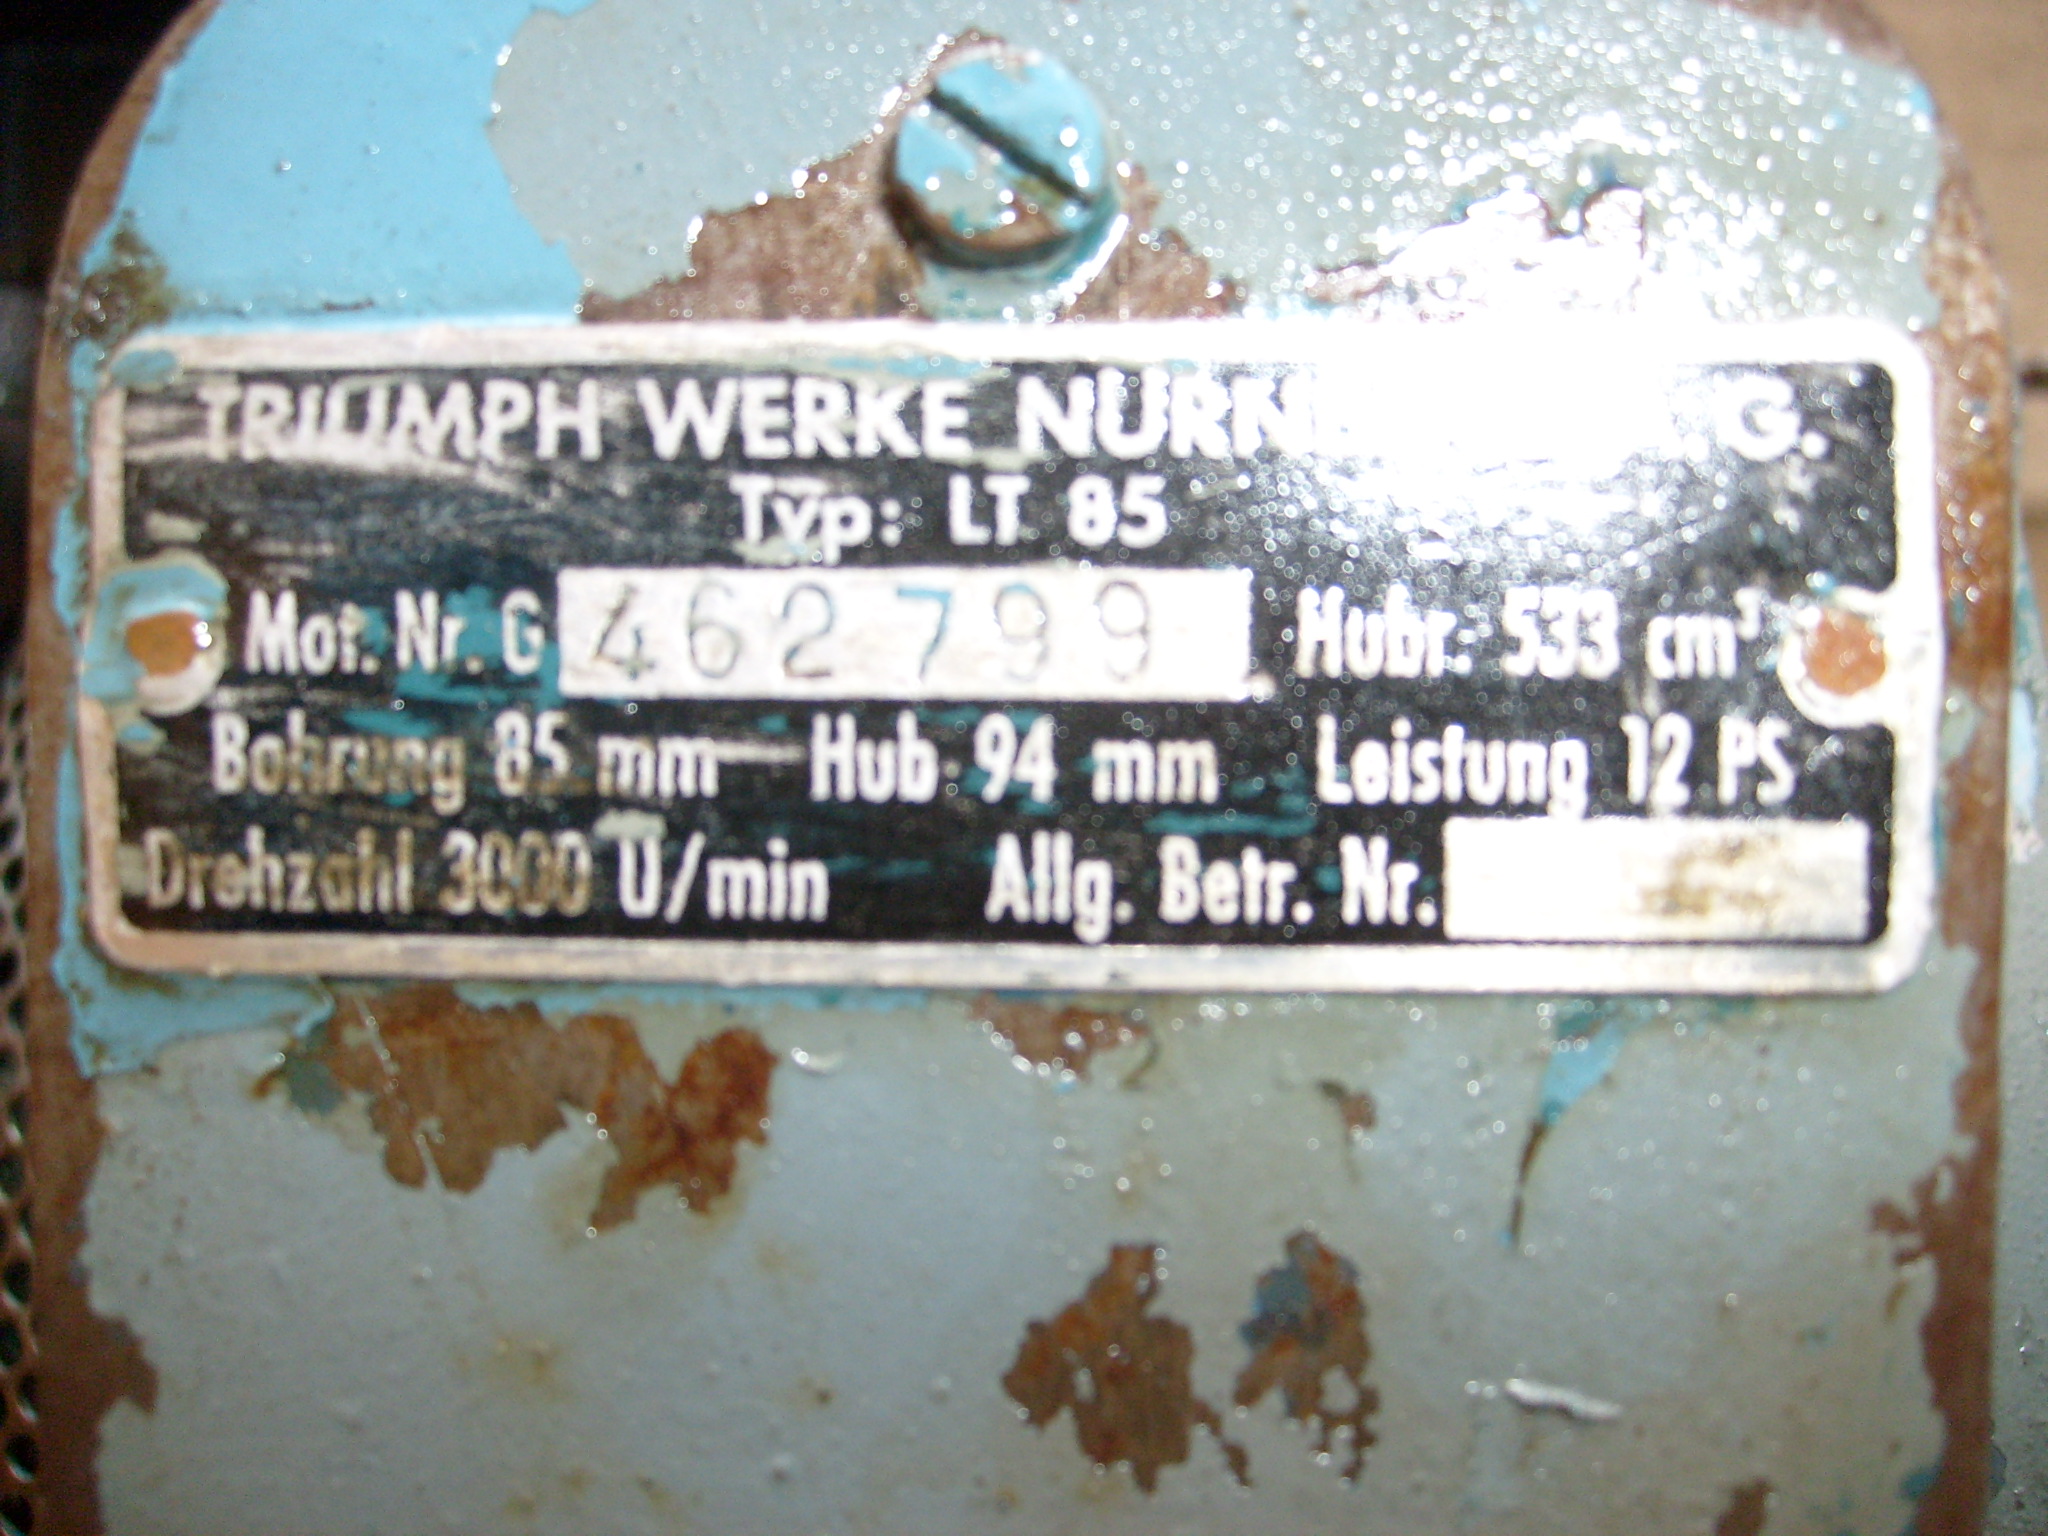 TRIUMPH WERKE NÜRN A.G.
Typ: LT 85
Mot. Nr. G 462799 Hubr. 533 cm³
Bohrung 85 mm Hub 94 mm Leistung 12 PS
Drehzahl 3000 U/min Allg. Betr. Nr.